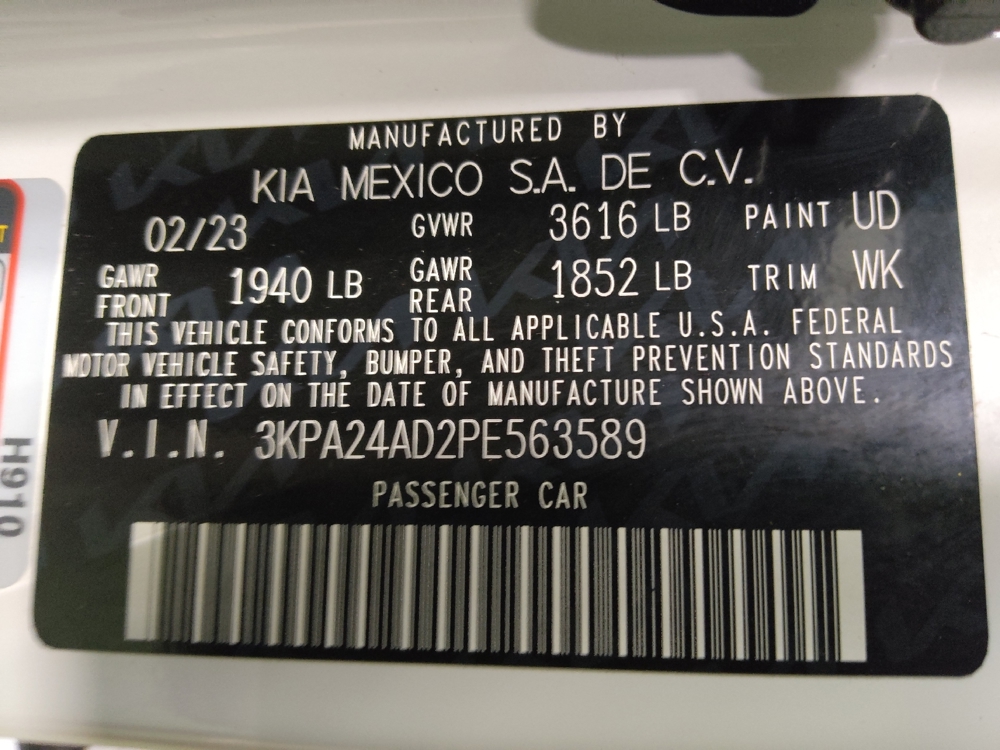 MANUFACTURED BY
KIA MEXICO S.A. DE C.V.
02/23 GVWR 3616 LB PAINT UD
GAWR FRONT 1940 LB GAWR REAR 1852 LB TRIM WK
THIS VEHICLE CONFORMS TO ALL APPLICABLE U.S.A. FEDERAL
MOTOR VEHICLE SAFETY, BUMPER, AND THEFT PREVENTION STANDARDS
IN EFFECT ON THE DATE OF MANUFACTURE SHOWN ABOVE.
V.I.N. 3KPA24AD2PE563589
PASSENGER CAR
H910